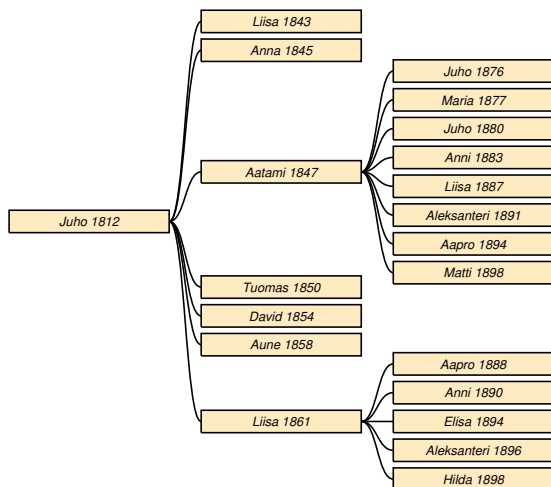 Juho 1812
Liisa 1843
Anna 1845
Aatami 1847
Juho 1876
Maria 1877
Juho 1880
Anni 1883
Liisa 1887
Aleksanteri 1891
Aapro 1894
Matti 1898
Tuomas 1850
David 1854
Aune 1858
Liisa 1861
Aapro 1888
Anni 1890
Elisa 1894
Aleksanteri 1896
Hilda 1898